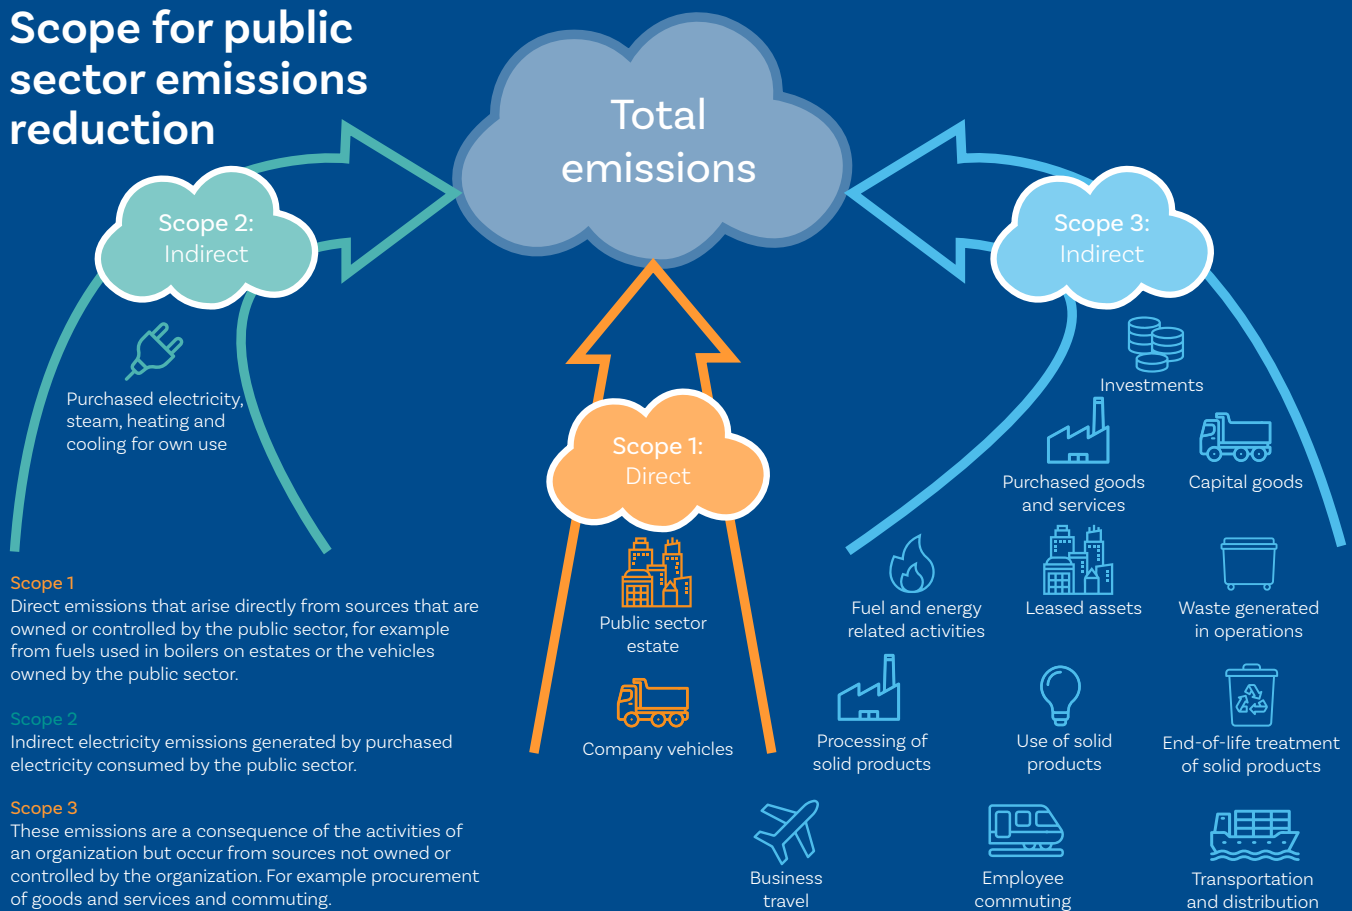 Scope for public
sector emissions
reduction
Total
emissions
Scope 2:
Indirect
Scope 3:
Indirect
Scope 1:
Direct
Purchased electricity,
steam, heating and
cooling for own use
Investments
Purchased goods
and services
Capital goods
Fuel and energy
related activities
Leased assets
Waste generated
in operations
Public sector
estate
Company vehicles
Processing of
solid products
Use of solid
products
End-of-life treatment
of solid products
Business
travel
Employee
commuting
Transportation
and distribution
Scope 1
Direct emissions that arise directly from sources that are
owned or controlled by the public sector, for example
from fuels used in boilers on estates or the vehicles
owned by the public sector.
Scope 2
Indirect electricity emissions generated by purchased
electricity consumed by the public sector.
Scope 3
These emissions are a consequence of the activities of
an organization but occur from sources not owned or
controlled by the organization. For example procurement
of goods and services and commuting.